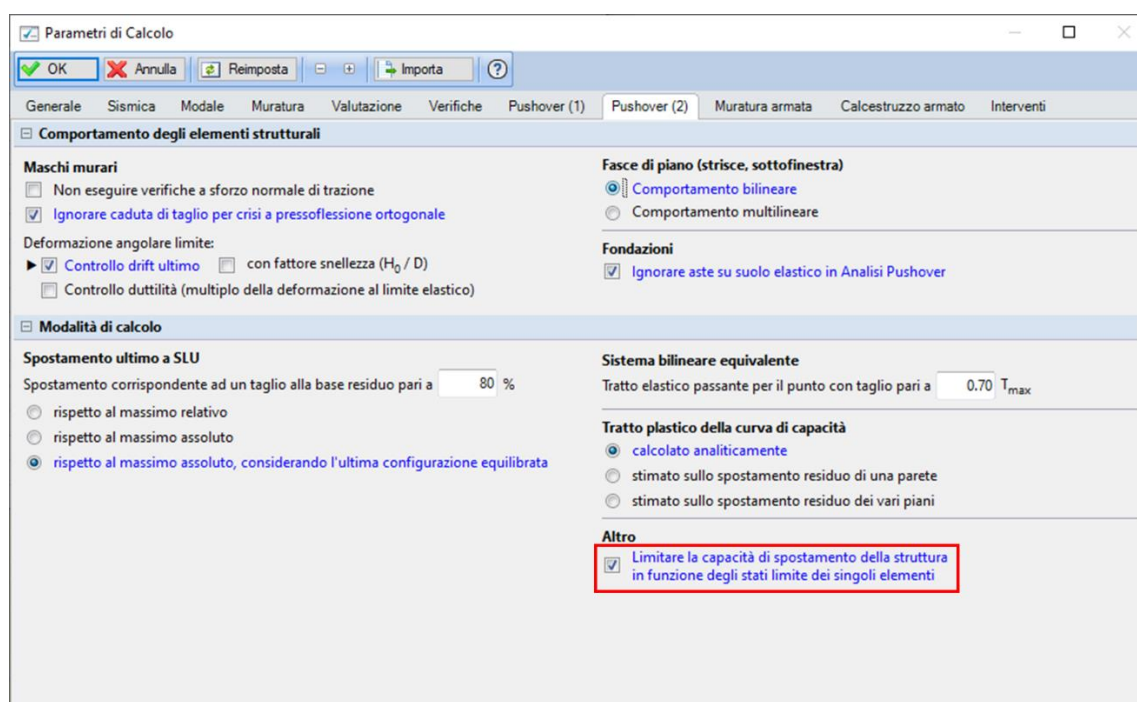 Parametri di Calcolo
OK Annulla Reimposta Importa ?
Generale Sismica Modale Muratura Valutazione Verifiche Pushover (1) Pushover (2) Muratura armata Calcestruzzo armato Interventi
Comportamento degli elementi strutturali
Maschi murari
Non eseguire verifiche a sforzo normale di trazione
Ignorare caduta di taglio per crisi a pressoflessione ortogonale
Deformazione angolare limite:
Controllo drift ultimo con fattore snellezza (H0 / D)
Controllo duttilità (multiplo della deformazione al limite elastico)
Fasce di piano (strisce, sottofinestra)
Comportamento bilineare
Comportamento multilineare
Fondazioni
Ignorare aste su suolo elastico in Analisi Pushover
Modalità di calcolo
Spostamento ultimo a SLU
Spostamento corrispondente ad un taglio alla base residuo pari a 80 %
rispetto al massimo relativo
rispetto al massimo assoluto
rispetto al massimo assoluto, considerando l'ultima configurazione equilibrata
Sistema bilineare equivalente
Tratto elastico passante per il punto con taglio pari a 0.70 Tmax
Tratto plastico della curva di capacità
calcolato analiticamente
stimato sullo spostamento residuo di una parete
stimato sullo spostamento residuo dei vari piani
Altro
Limitare la capacità di spostamento della struttura
in funzione degli stati limite dei singoli elementi